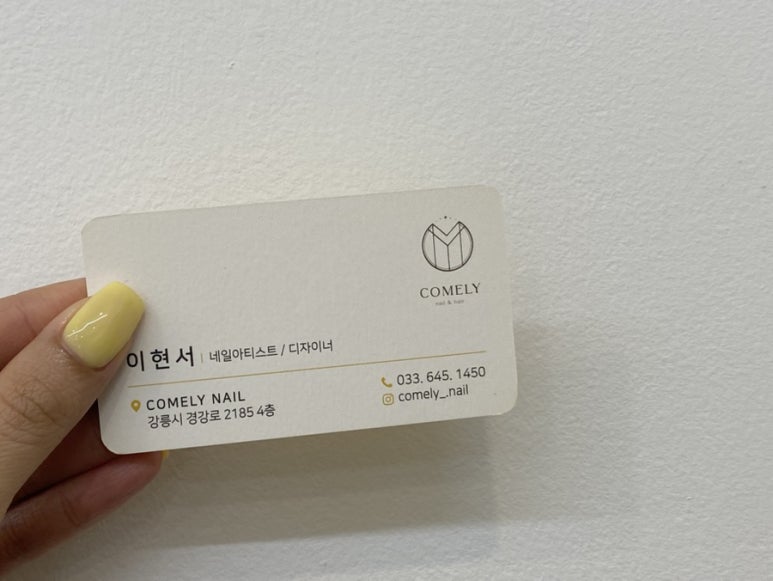 COMELY
nail & hair
이현서 | 네일아티스트 / 디자이너
COMELY NAIL
강릉시 경강로 2185 4층
033. 645. 1450
comely_.nail